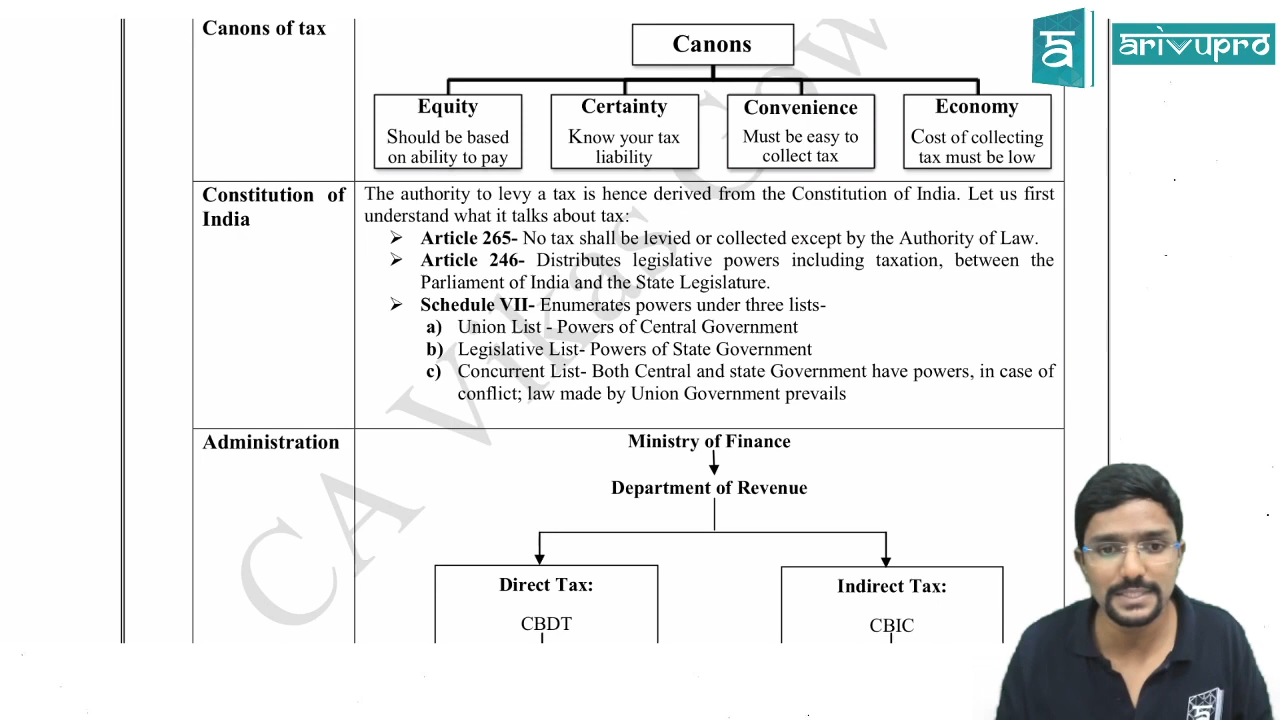 Canons of tax
Canons
Equity
Should be based
on ability to pay
Certainty
Know your tax
liability
Convenience
Must be easy to
collect tax
Economy
Cost of collecting
tax must be low
arivupro
Constitution of
India
The authority to levy a tax is hence derived from the Constitution of India. Let us first
understand what it talks about tax:
➢ Article 265- No tax shall be levied or collected except by the Authority of Law.
➢ Article 246- Distributes legislative powers including taxation, between the
Parliament of India and the State Legislature.
➢ Schedule VII- Enumerates powers under three lists-
a) Union List - Powers of Central Government
b) Legislative List- Powers of State Government
c) Concurrent List- Both Central and state Government have powers, in case of
conflict; law made by Union Government prevails
Administration
Ministry of Finance
Department of Revenue
Direct Tax:
CBDT
Indirect Tax:
CBIC
CA Vikas Gow